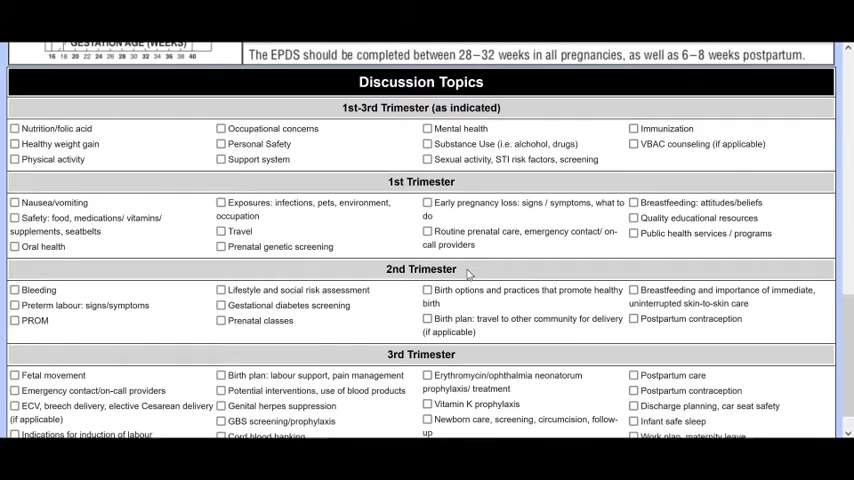 GESTATION AGE (WEEKS)
16 18 20 22 24 26 28 30 32 34 36 38 40
The EPDS should be completed between 28–32 weeks in all pregnancies, as well as 6–8 weeks postpartum.
Discussion Topics
1st-3rd Trimester (as indicated)
Nutrition/folic acid
Healthy weight gain
Physical activity
Occupational concerns
Personal Safety
Support system
Mental health
Substance Use (i.e. alchohol, drugs)
Sexual activity, STI risk factors, screening
Immunization
VBAC counseling (if applicable)
1st Trimester
Nausea/vomiting
Safety: food, medications/ vitamins/
supplements, seatbelts
Oral health
Exposures: infections, pets, environment,
occupation
Travel
Prenatal genetic screening
Early pregnancy loss: signs / symptoms, what to
do
Routine prenatal care, emergency contact/ on-
call providers
Breastfeeding: attitudes/beliefs
Quality educational resources
Public health services / programs
2nd Trimester
Bleeding
Preterm labour: signs/symptoms
PROM
Lifestyle and social risk assessment
Gestational diabetes screening
Prenatal classes
Birth options and practices that promote healthy
birth
Birth plan: travel to other community for delivery
(if applicable)
Breastfeeding and importance of immediate,
uninterrupted skin-to-skin care
Postpartum contraception
3rd Trimester
Fetal movement
Emergency contact/on-call providers
ECV, breech delivery, elective Cesarean delivery
(if applicable)
Indications for induction of labour
Birth plan: labour support, pain management
Potential interventions, use of blood products
Genital herpes suppression
GBS screening/prophylaxis
Cord blood banking
Erythromycin/ophthalmia neonatorum
prophylaxis/ treatment
Vitamin K prophylaxis
Newborn care, screening, circumcision, follow-
up
Postpartum care
Postpartum contraception
Discharge planning, car seat safety
Infant safe sleep
Work plan, maternity leave